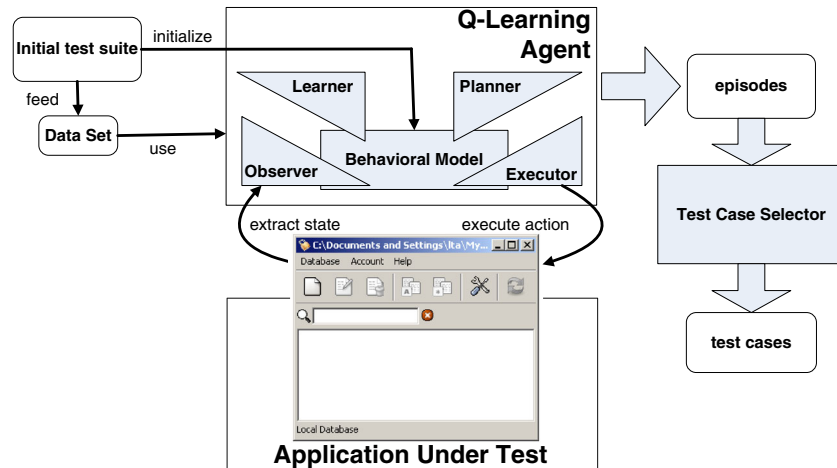 Q-Learning
Agent
Initial test suite
initialize
Learner
Planner
feed
episodes
Data Set
use
Behavioral Model
Observer
Executor
extract state
execute action
Test Case Selector
C:\Documents and Settings\lta\My...
Database Account Help
A
test cases
Local Database
Application Under Test